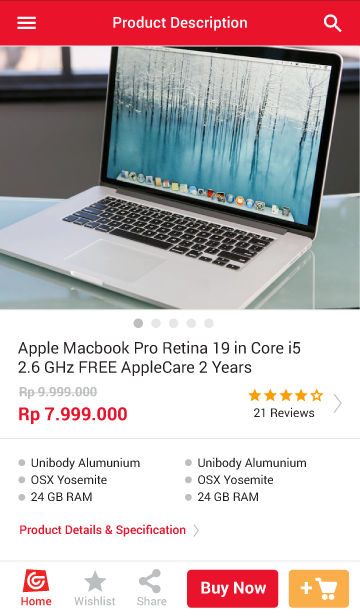 Product Description
Apple Macbook Pro Retina 19 in Core i5
2.6 GHz FREE AppleCare 2 Years
Rp 9.999.000
Rp 7.999.000
21 Reviews
Unibody Alumunium
Unibody Alumunium
OSX Yosemite
OSX Yosemite
24 GB RAM
24 GB RAM
Product Details & Specification
Home
Wishlist
Share
Buy Now
+